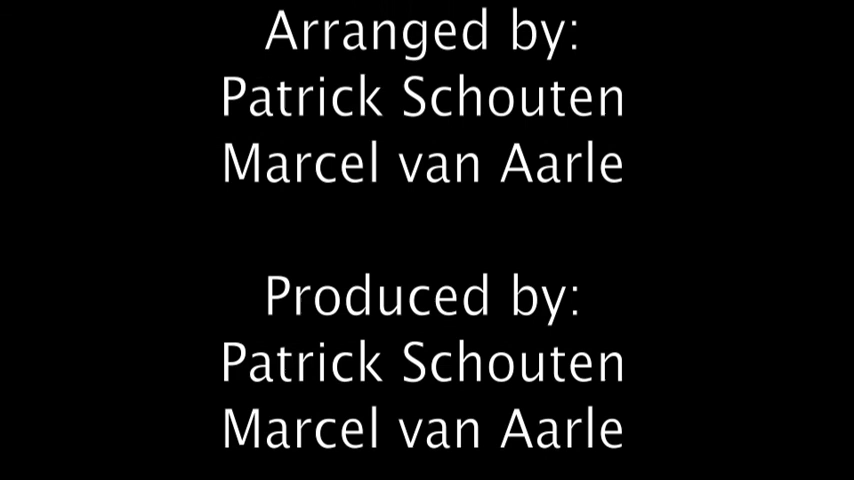 Arranged by:
Patrick Schouten
Marcel van Aarle
Produced by:
Patrick Schouten
Marcel van Aarle